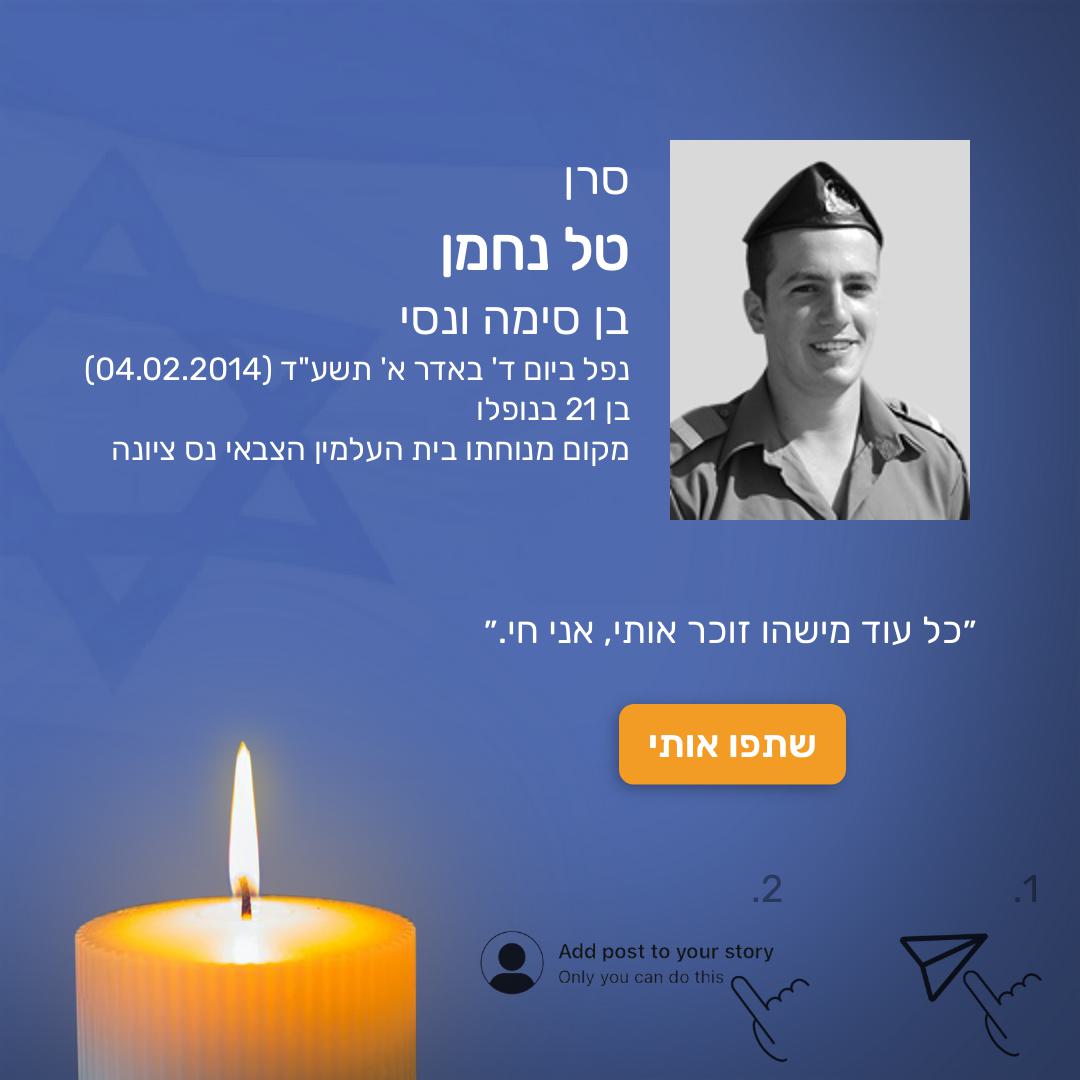 סרן
טל נחמן
בן סימה ונסי
נפל ביום ד' באדר א' תשע"ד (04.02.2014)
בן 21 בנופלו
מקום מנוחתו בית העלמין הצבאי נס ציונה
״כל עוד מישהו זוכר אותי, אני חי.״
שתפו אותי
.1
.2
Add post to your story
Only you can do this